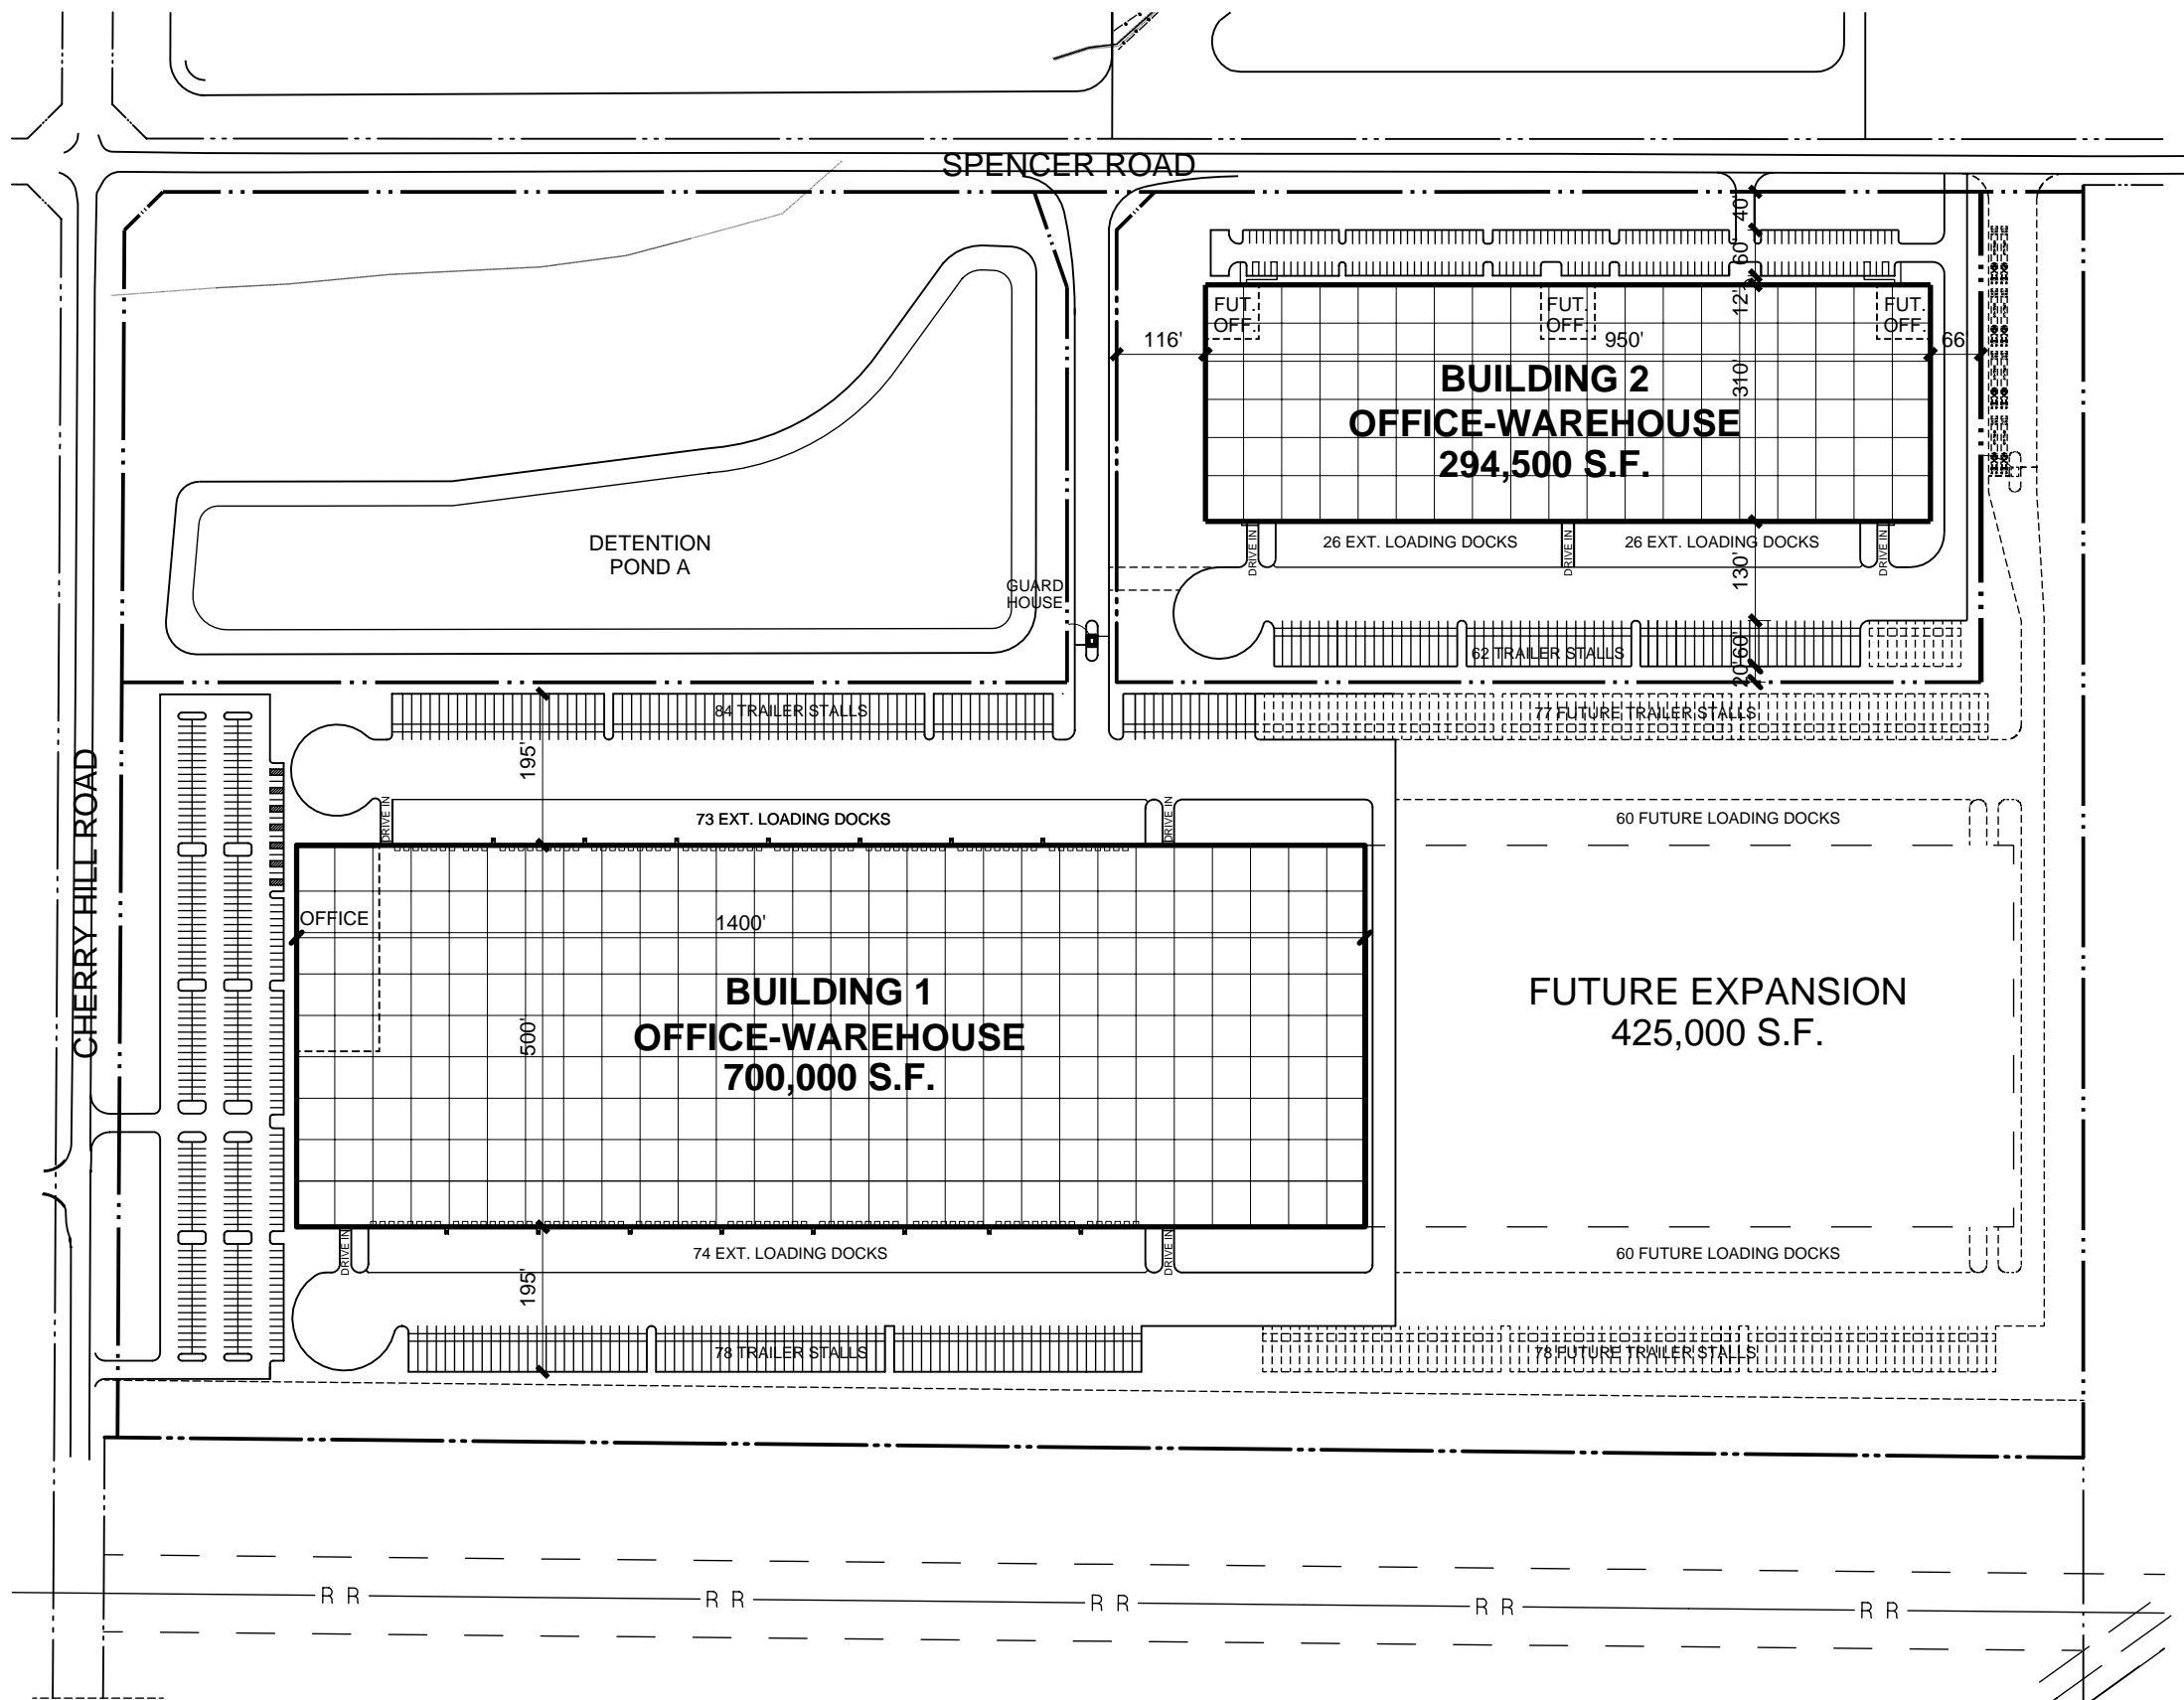 SPENCER ROAD
40'
60'
12'
FUT.
OFF.
FUT.
OFF.
FUT.
OFF.
116'
950'
66'
310'
BUILDING 2
OFFICE-WAREHOUSE
294,500 S.F.
DRIVE IN
26 EXT. LOADING DOCKS
DRIVE IN
26 EXT. LOADING DOCKS
DRIVE IN
130'
DETENTION
POND A
GUARD
HOUSE
62 TRAILER STALLS
60'
20'
84 TRAILER STALLS
77 FUTURE TRAILER STALLS
195'
CHERRY HILL ROAD
DRIVE IN
73 EXT. LOADING DOCKS
DRIVE IN
60 FUTURE LOADING DOCKS
OFFICE
1400'
500'
BUILDING 1
OFFICE-WAREHOUSE
700,000 S.F.
FUTURE EXPANSION
425,000 S.F.
DRIVE IN
74 EXT. LOADING DOCKS
DRIVE IN
60 FUTURE LOADING DOCKS
195'
78 TRAILER STALLS
78 FUTURE TRAILER STALLS
R R
R R
R R
R R
R R